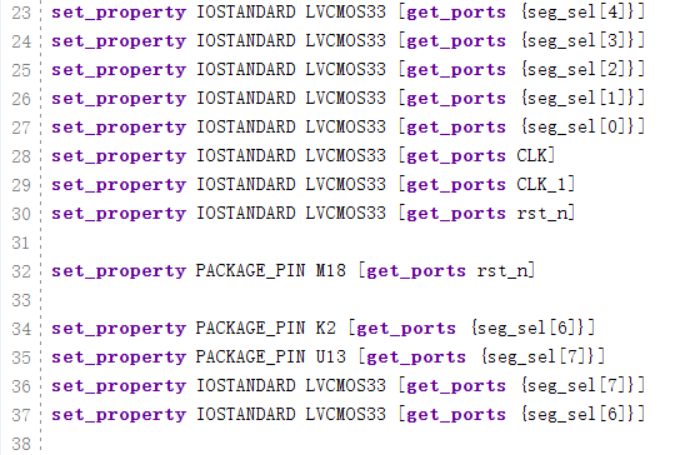 23 set_property IOSTANDARD LVCMOS33 [get_ports {seg_sel[4]}]
24 set_property IOSTANDARD LVCMOS33 [get_ports {seg_sel[3]}]
25 set_property IOSTANDARD LVCMOS33 [get_ports {seg_sel[2]}]
26 set_property IOSTANDARD LVCMOS33 [get_ports {seg_sel[1]}]
27 set_property IOSTANDARD LVCMOS33 [get_ports {seg_sel[0]}]
28 set_property IOSTANDARD LVCMOS33 [get_ports CLK]
29 set_property IOSTANDARD LVCMOS33 [get_ports CLK_1]
30 set_property IOSTANDARD LVCMOS33 [get_ports rst_n]
31
32 set_property PACKAGE_PIN M18 [get_ports rst_n]
33
34 set_property PACKAGE_PIN K2 [get_ports {seg_sel[6]}]
35 set_property PACKAGE_PIN U13 [get_ports {seg_sel[7]}]
36 set_property IOSTANDARD LVCMOS33 [get_ports {seg_sel[7]}]
37 set_property IOSTANDARD LVCMOS33 [get_ports {seg_sel[6]}]
38